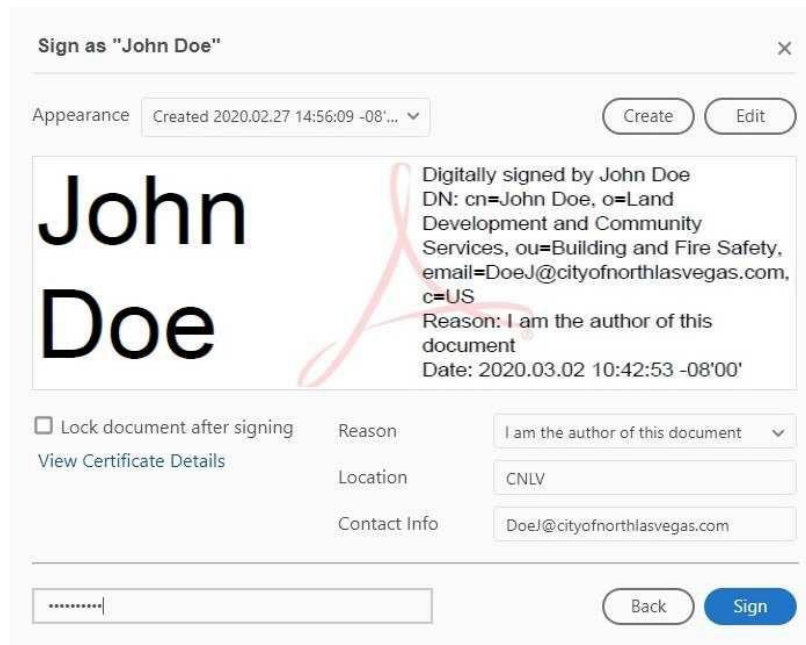 Sign as "John Doe"
Appearance
Created 2020.02.27 14:56:09 -08'...
Create
Edit
John
Doe
Digitally signed by John Doe
DN: cn=John Doe, o=Land
Development and Community
Services, ou=Building and Fire Safety,
email=DoeJ@cityofnorthlasvegas.com,
c=US
Reason: I am the author of this
document
Date: 2020.03.02 10:42:53 -08'00'
Lock document after signing
View Certificate Details
Reason
I am the author of this document
Location
CNLV
Contact Info
DoeJ@cityofnorthlasvegas.com
••••••••••
Back
Sign